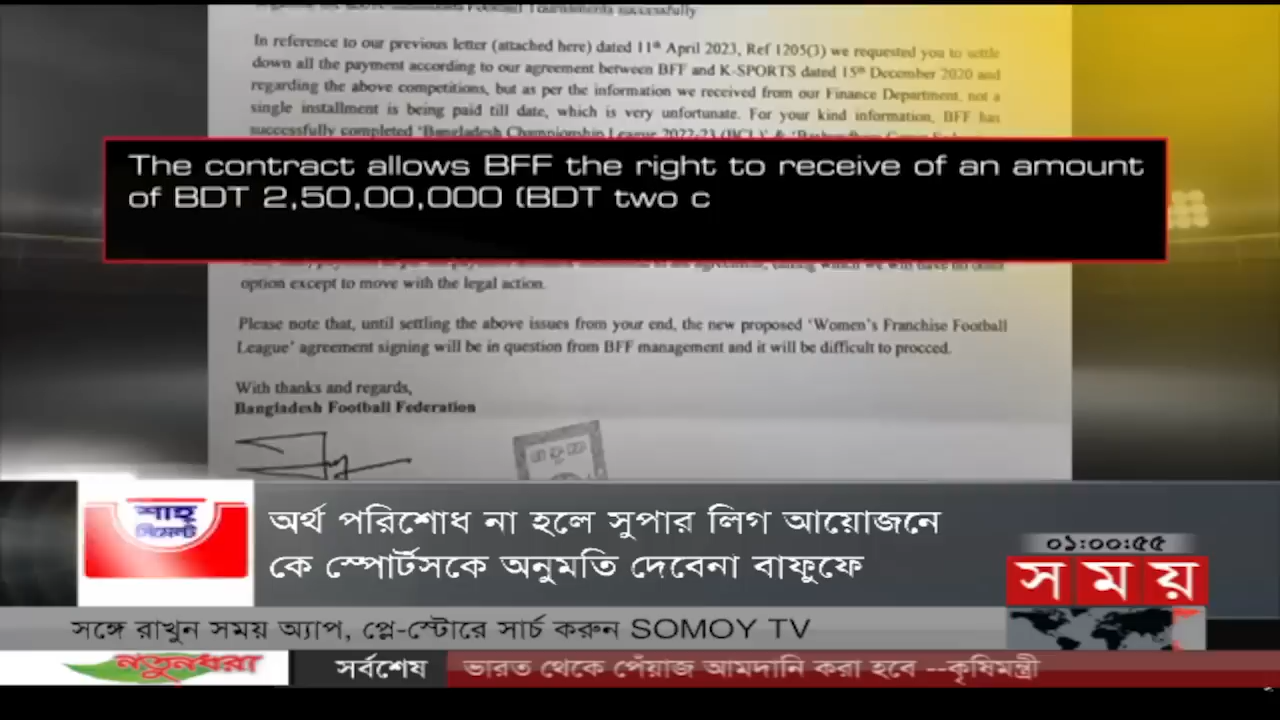 In reference to our previous letter (attached here) dated 11th April 2023, Ref 1205(3) we requested you to settle
down all the payment according to our agreement between BFF and K-SPORTS dated 15th December 2020 and
regarding the above competitions, but as per the information we received from our Finance Department, not a
single installment is being paid till date, which is very unfortunate. For your kind information, BFF has
successfully completed 'Bangladesh Championship League 2022-23 (BCL)' &
The contract allows BFF the right to receive of an amount
of BDT 2,50,00,000 (BDT two c
option except to move with the legal action.
Please note that, until settling the above issues from your end, the new proposed 'Women's Franchise Football
League' agreement signing will be in question from BFF management and it will be difficult to procced.
With thanks and regards,
Bangladesh Football Federation
শাহ্
সিমেন্ট
অর্থ পরিশোধ না হলে সুপার লিগ আয়োজনে
কে স্পোর্টসকে অনুমতি দেবেনা বাফুফে
০১:০০:৫৫
সময়
সঙ্গে রাখুন সময় অ্যাপ, প্লে-স্টোরে সার্চ করুন SOMOY TV
নতুনধরা
সর্বশেষ
ভারত থেকে পেঁয়াজ আমদানি করা হবে --কৃষিমন্ত্রী